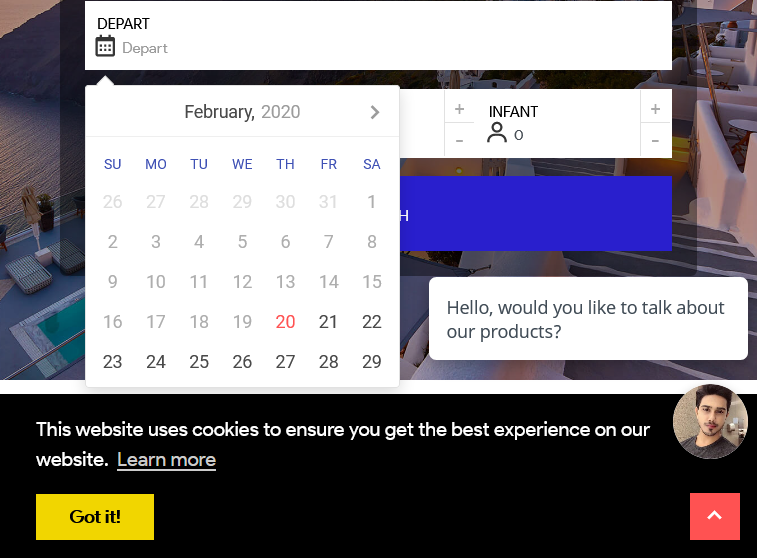 DEPART
Depart
February, 2020
SU MO TU WE TH FR SA
26 27 28 29 30 31 1
2 3 4 5 6 7 8
9 10 11 12 13 14 15
16 17 18 19 20 21 22
23 24 25 26 27 28 29
+
-
INFANT
0
+
-
H
Hello, would you like to talk about
our products?
This website uses cookies to ensure you get the best experience on our
website. Learn more
Got it!